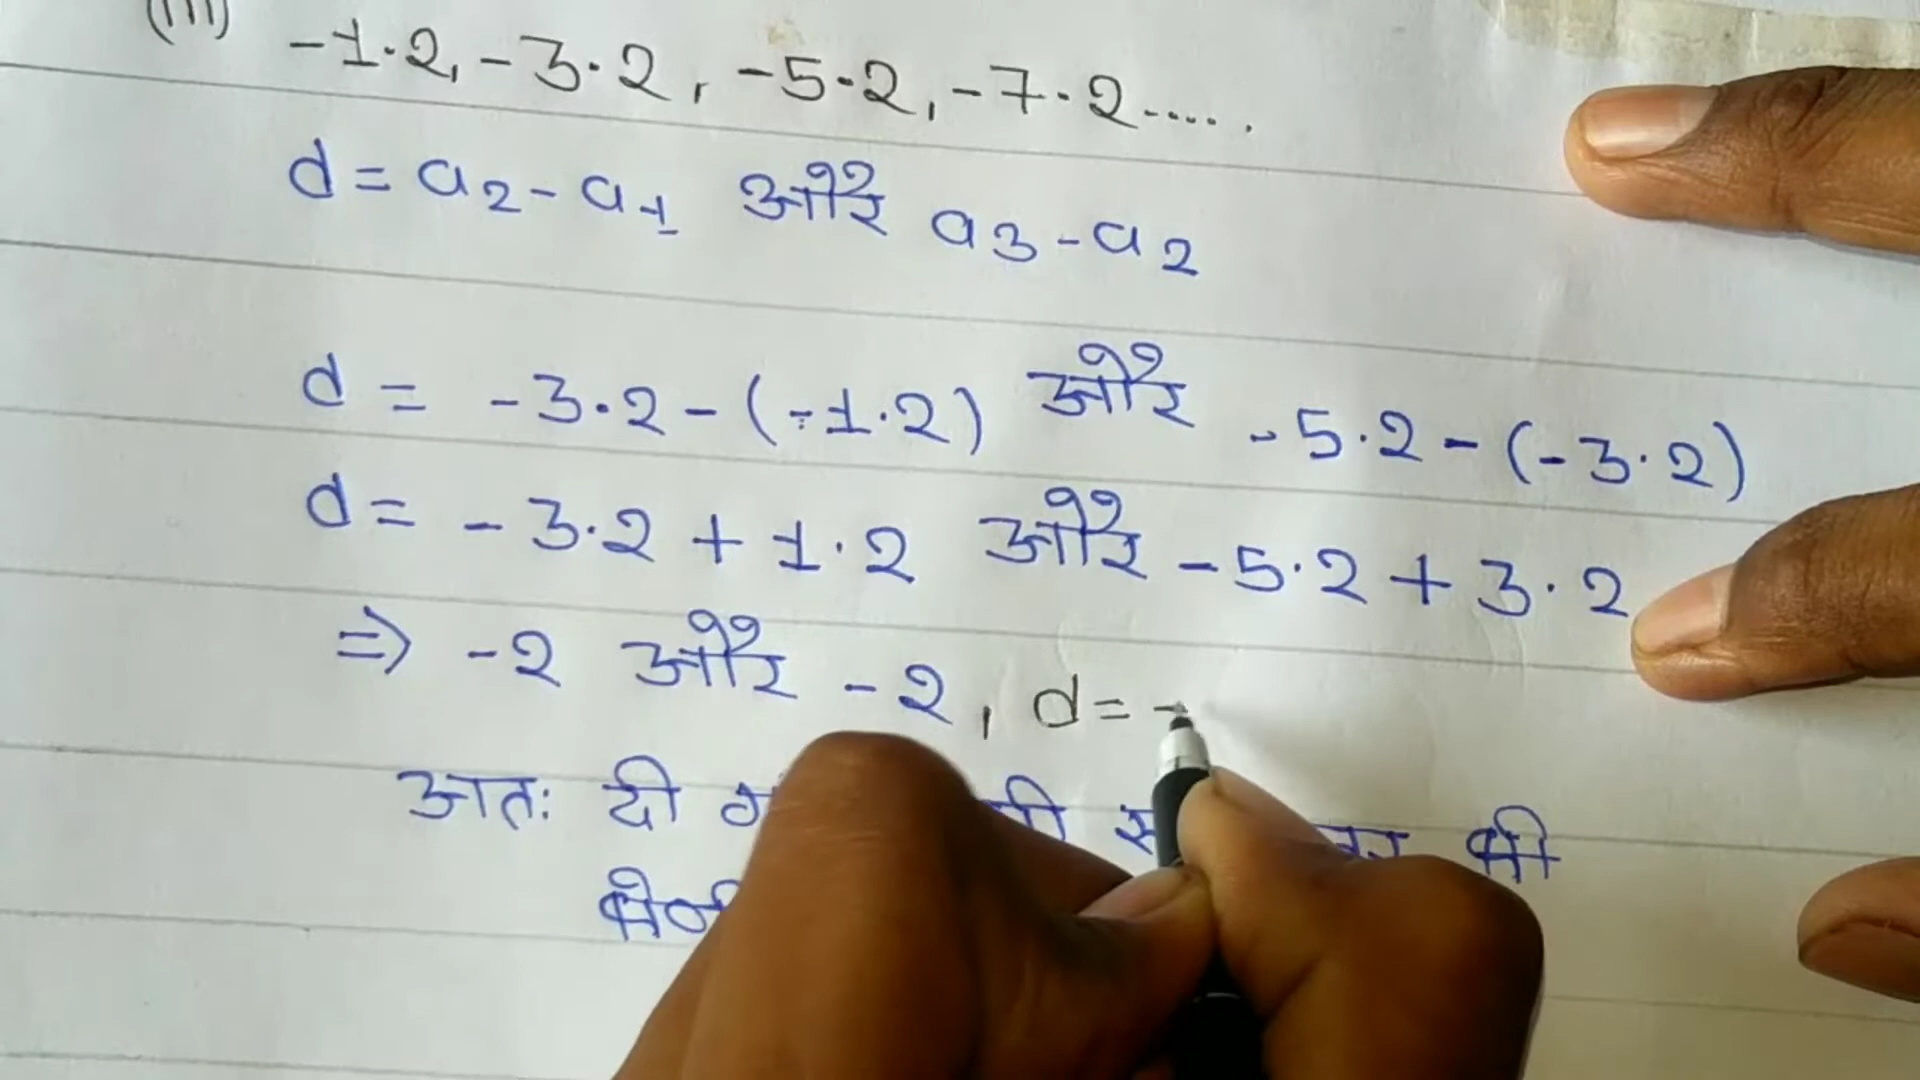 (iii) -1.2, -3.2, -5.2, -7.2.....
d = a2 - a1 और a3 - a2
d = -3.2 - (-1.2) और -5.2 - (-3.2)
d = -3.2 + 1.2 और -5.2 + 3.2
⇒ -2 और -2, d = -
अतः दी की